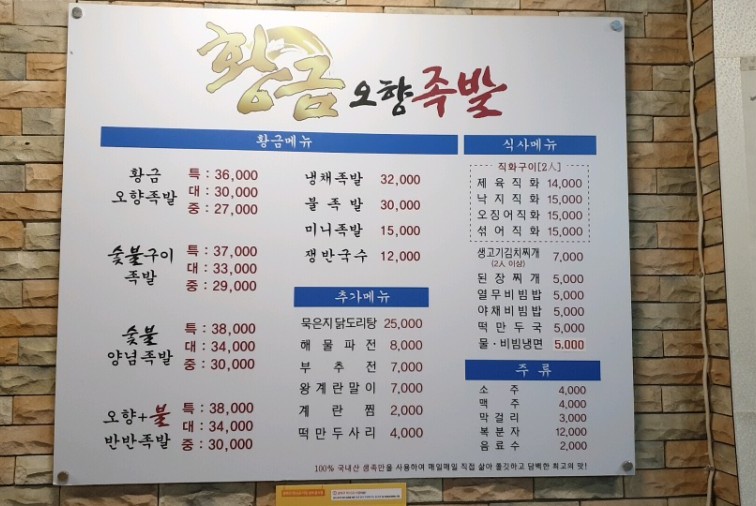 황금 오향족발
황금메뉴
황금 오향족발
특 : 36,000
대 : 30,000
중 : 27,000
숯불구이 족발
특 : 37,000
대 : 33,000
중 : 29,000
숯불 양념족발
특 : 38,000
대 : 34,000
중 : 30,000
오향+불 반반족발
특 : 38,000
대 : 34,000
중 : 30,000
냉채족발 32,000
불족발 30,000
미니족발 15,000
쟁반국수 12,000
추가메뉴
묵은지닭도리탕 25,000
해물파전 8,000
부추전 7,000
왕계란말이 7,000
계란찜 2,000
떡만두사리 4,000
식사메뉴
직화구이[2人]
제육직화 14,000
낙지직화 15,000
오징어직화 15,000
섞어직화 15,000
생고기김치찌개 7,000
(2人 이상)
된장찌개 5,000
열무비빔밥 5,000
야채비빔밥 5,000
떡만두국 5,000
물·비빔냉면 5.000
주류
소주 4,000
맥주 4,000
막걸리 3,000
복분자 12,000
음료수 2,000
100% 국내산 생족만을 사용하여 매일매일 직접 삶아 쫄깃하고 담백한 최고의 맛!